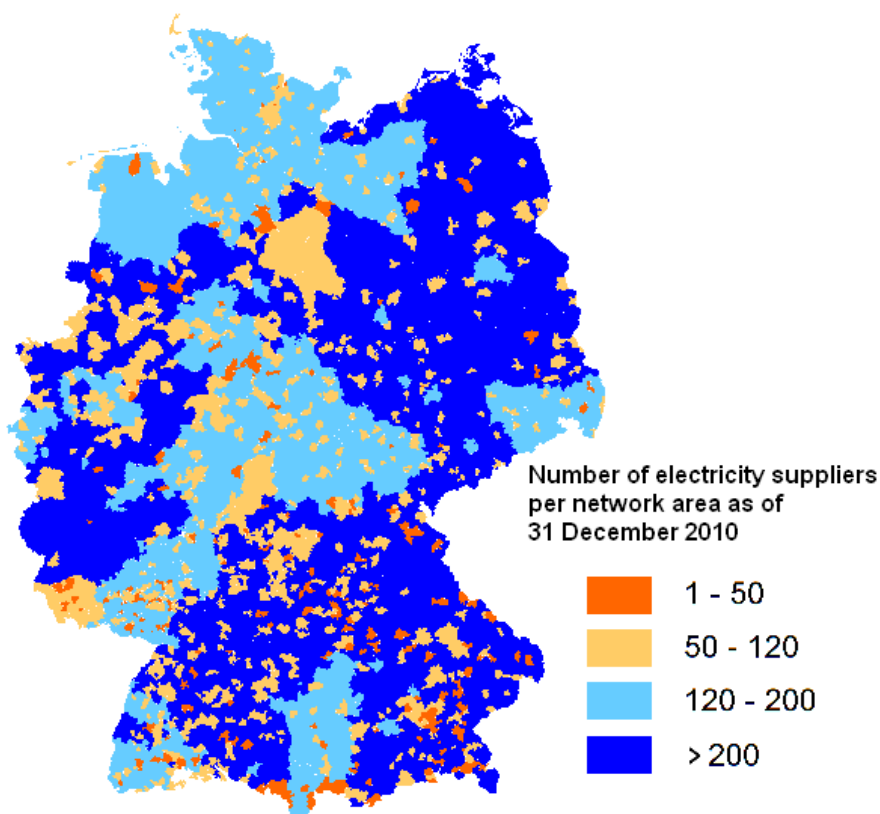 Number of electricity suppliers
per network area as of
31 December 2010
1 - 50
50 - 120
120 - 200
> 200